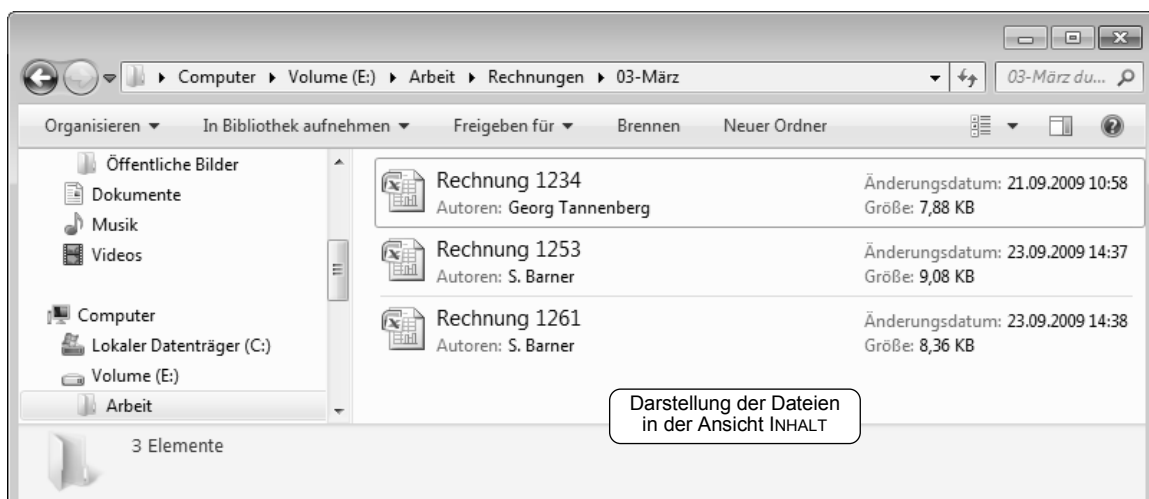 Computer ▸ Volume (E:) ▸ Arbeit ▸ Rechnungen ▸ 03-März
03-März du...
Organisieren In Bibliothek aufnehmen Freigeben für Brennen Neuer Ordner
Öffentliche Bilder
Dokumente
Musik
Videos
Computer
Lokaler Datenträger (C:)
Volume (E:)
Arbeit
Rechnung 1234
Autoren: Georg Tannenberg
Änderungsdatum: 21.09.2009 10:58
Größe: 7,88 KB
Rechnung 1253
Autoren: S. Barner
Änderungsdatum: 23.09.2009 14:37
Größe: 9,08 KB
Rechnung 1261
Autoren: S. Barner
Änderungsdatum: 23.09.2009 14:38
Größe: 8,36 KB
Darstellung der Dateien
in der Ansicht INHALT
3 Elemente